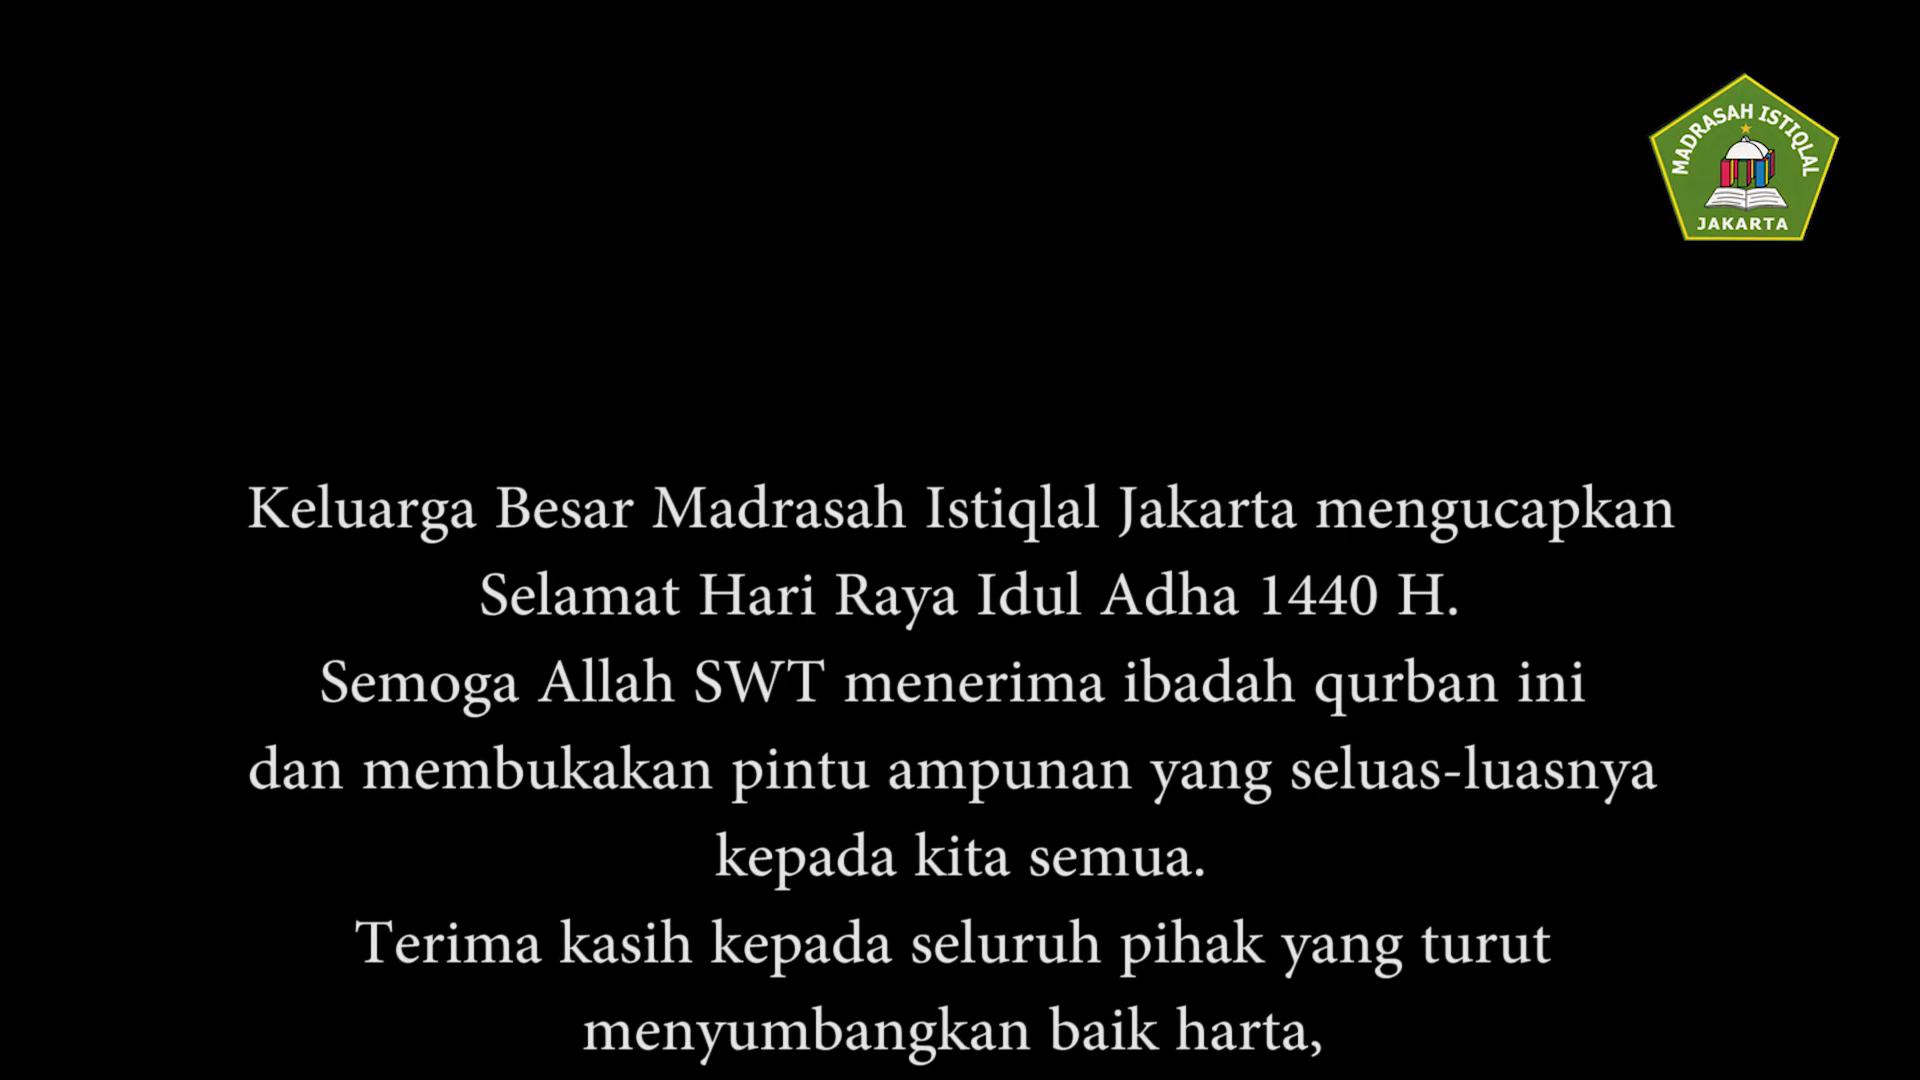 MADRASAH ISTIQLAL
JAKARTA
Keluarga Besar Madrasah Istiqlal Jakarta mengucapkan
Selamat Hari Raya Idul Adha 1440 H.
Semoga Allah SWT menerima ibadah qurban ini
dan membukakan pintu ampunan yang seluas-luasnya
kepada kita semua.
Terima kasih kepada seluruh pihak yang turut
menyumbangkan baik harta,